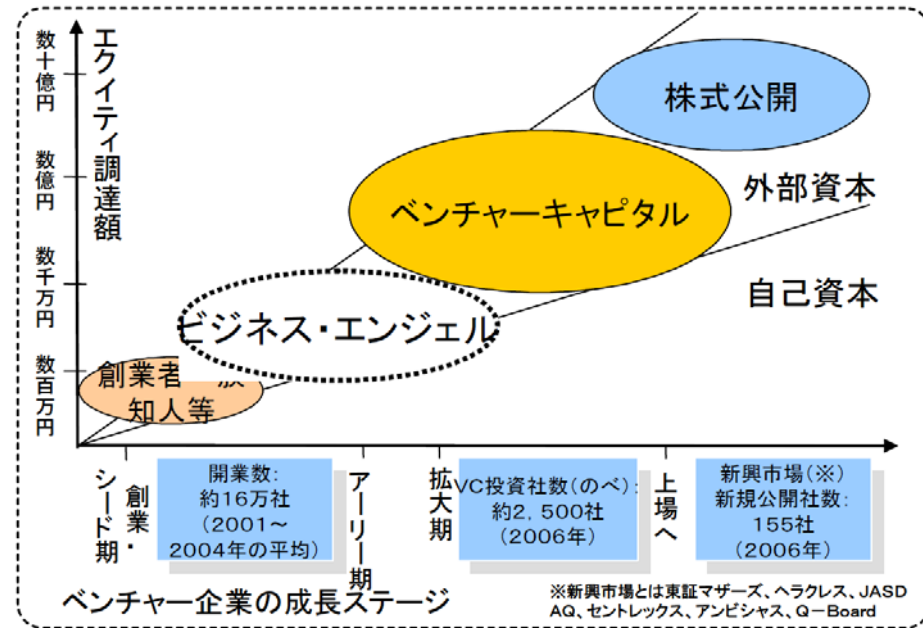 エクイティ調達額
数十億円
数億円
数千万円
数百万円
株式公開
外部資本
ベンチャーキャピタル
自己資本
ビジネス・エンジェル
創業者
知人等
シード期
創業・
開業数:
約16万社
(2001～
2004年の平均)
アーリー期
拡大期
VC投資社数(のべ):
約2,500社
(2006年)
上場へ
新興市場(※)
新規公開社数:
155社
(2006年)
ベンチャー企業の成長ステージ
※新興市場とは東証マザーズ、ヘラクレス、JASD
AQ、セントレックス、アンビシャス、Q－Board